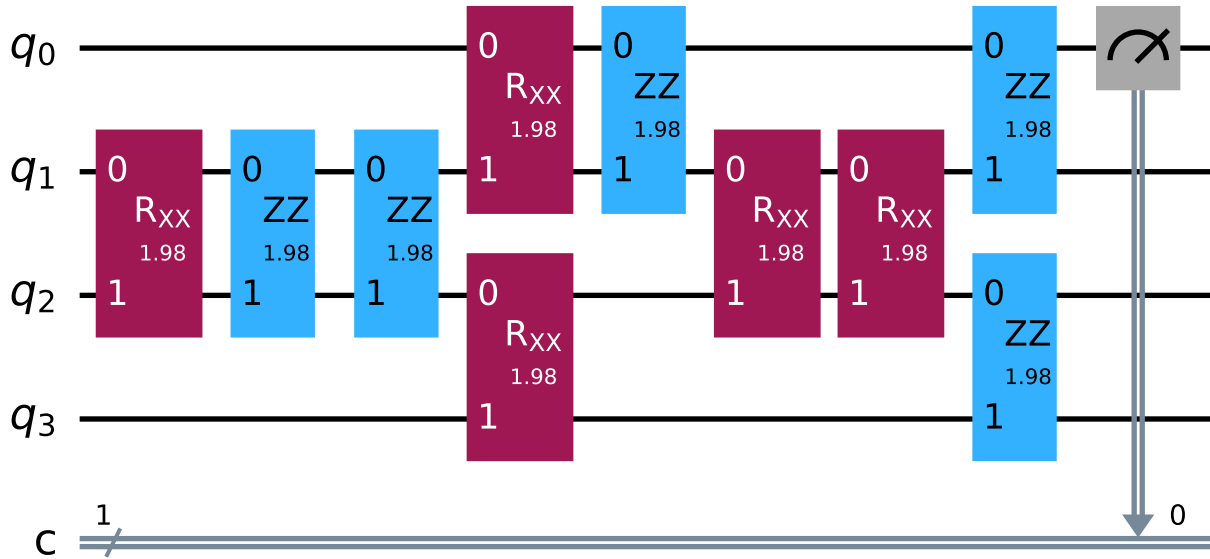 q0 0 0 0
RXX ZZ ZZ
1.98 1.98 1.98
q1 0 0 0 1 1 0 0 1
RXX ZZ ZZ RXX RXX
1.98 1.98 1.98 1.98 1.98
q2 1 1 1 0 1 1 0
RXX ZZ
1.98 1.98
q3 1 1
1 0
c